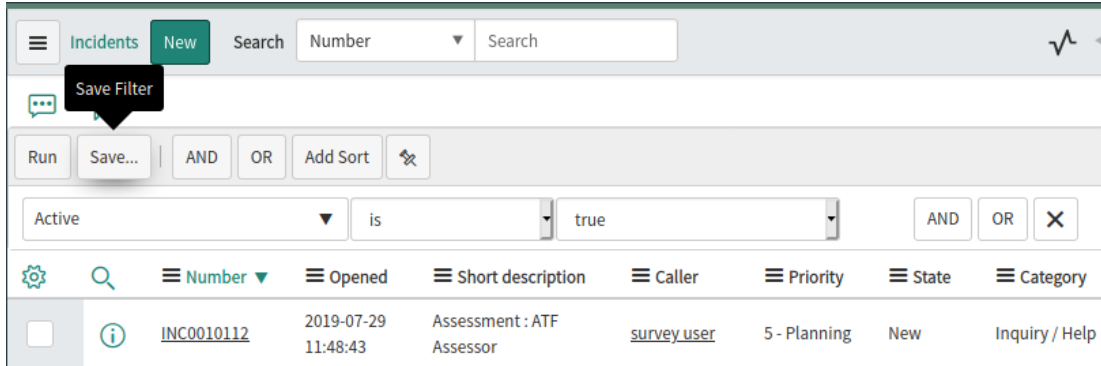 Incidents New Search Number Search
Save Filter
Run Save... AND OR Add Sort
Active is true AND OR
Number Opened Short description Caller Priority State Category
INC0010112 2019-07-29 11:48:43 Assessment : ATF Assessor survey user 5 - Planning New Inquiry / Help